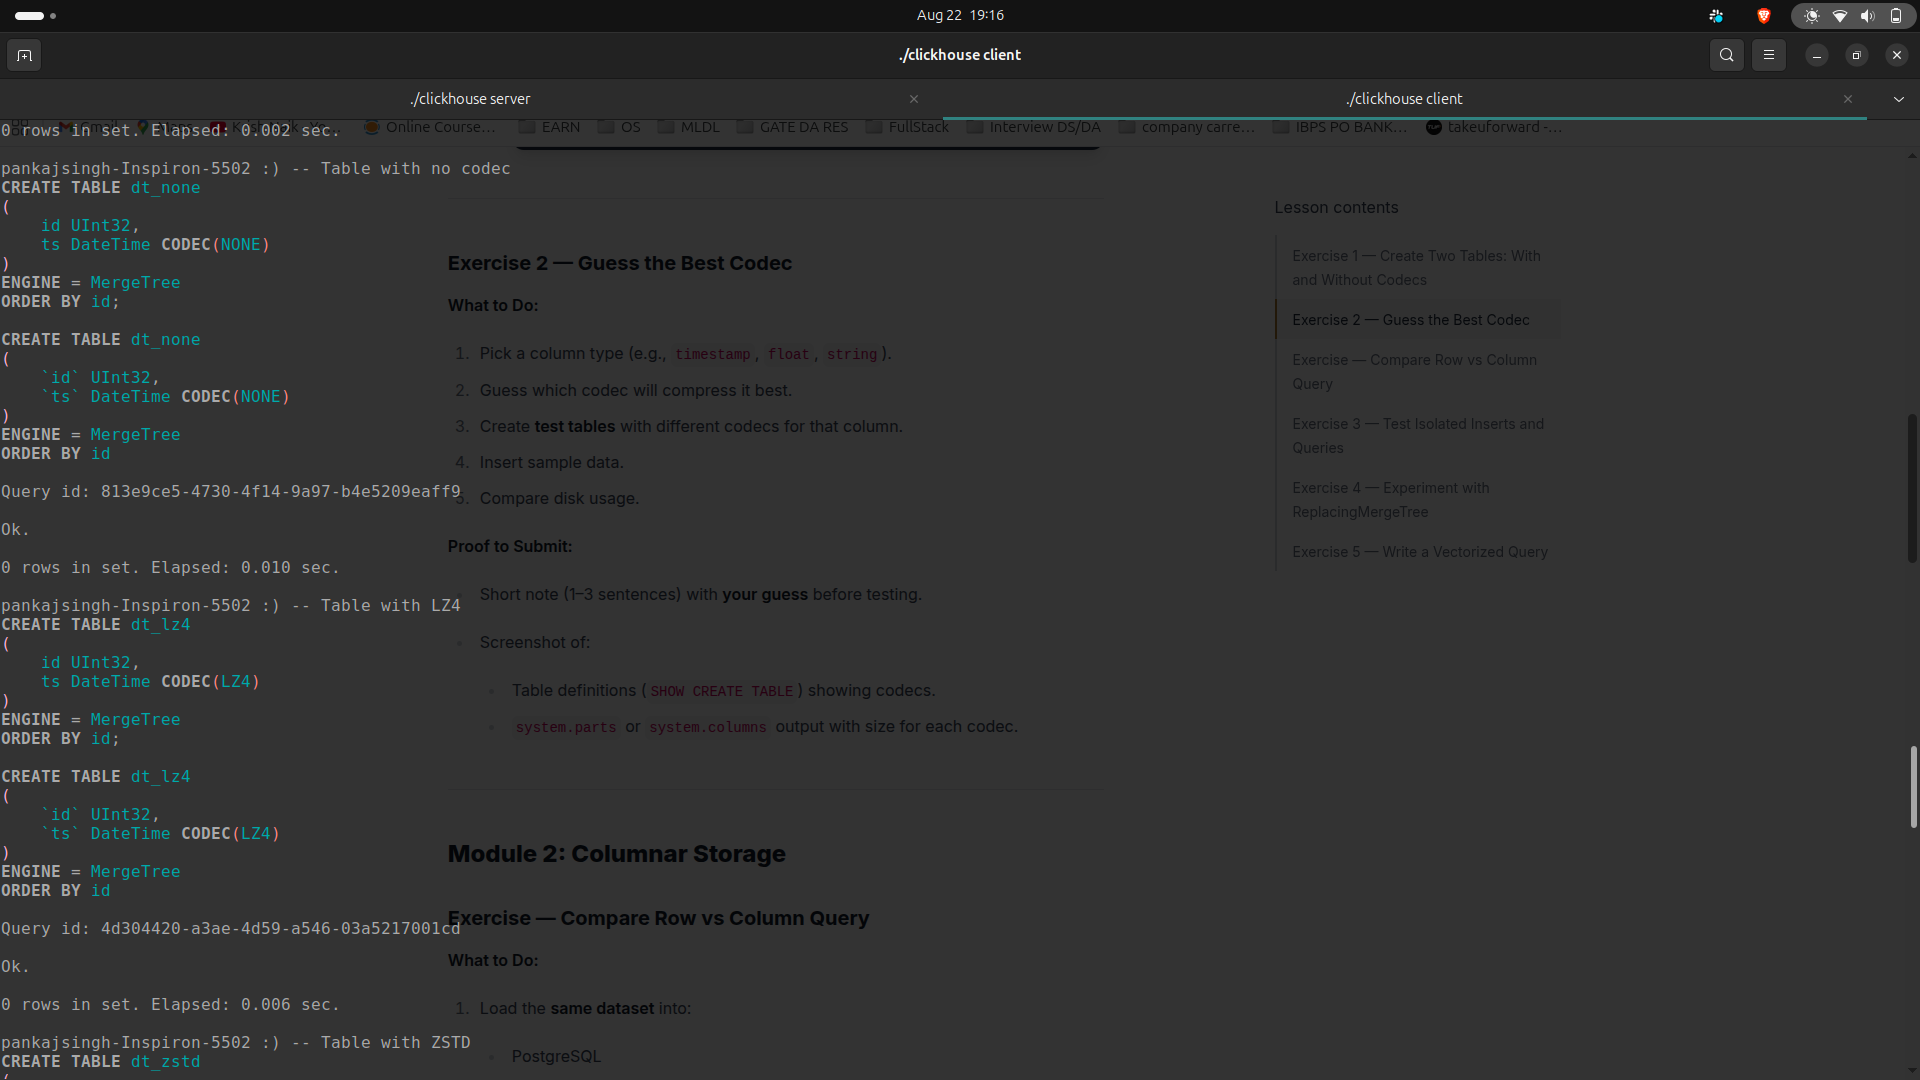 Aug 22 19:16
./clickhouse client
./clickhouse server
./clickhouse client
Online Course...
EARN
OS
MLDL
GATE DA RES
FullStack
Interview DS/DA
company carre...
IBPS PO BANK...
takeuforward -...
0 rows in set. Elapsed: 0.002 sec.
pankajsingh-Inspiron-5502 :) -- Table with no codec
CREATE TABLE dt_none
(
id UInt32,
ts DateTime CODEC(NONE)
)
ENGINE = MergeTree
ORDER BY id;
CREATE TABLE dt_none
(
`id` UInt32,
`ts` DateTime CODEC(NONE)
)
ENGINE = MergeTree
ORDER BY id
Query id: 813e9ce5-4730-4f14-9a97-b4e5209eaff9
Ok.
0 rows in set. Elapsed: 0.010 sec.
pankajsingh-Inspiron-5502 :) -- Table with LZ4
CREATE TABLE dt_lz4
(
id UInt32,
ts DateTime CODEC(LZ4)
)
ENGINE = MergeTree
ORDER BY id;
CREATE TABLE dt_lz4
(
`id` UInt32,
`ts` DateTime CODEC(LZ4)
)
ENGINE = MergeTree
ORDER BY id
Query id: 4d304420-a3ae-4d59-a546-03a5217001cd
Ok.
0 rows in set. Elapsed: 0.006 sec.
pankajsingh-Inspiron-5502 :) -- Table with ZSTD
CREATE TABLE dt_zstd
Exercise 2 — Guess the Best Codec
What to Do:
1. Pick a column type (e.g., timestamp, float, string).
2. Guess which codec will compress it best.
3. Create test tables with different codecs for that column.
4. Insert sample data.
5. Compare disk usage.
Proof to Submit:
Short note (1–3 sentences) with your guess before testing.
Screenshot of:
Table definitions (SHOW CREATE TABLE) showing codecs.
system.parts or system.columns output with size for each codec.
Module 2: Columnar Storage
Exercise — Compare Row vs Column Query
What to Do:
1. Load the same dataset into:
PostgreSQL
Lesson contents
Exercise 1 — Create Two Tables: With
and Without Codecs
Exercise 2 — Guess the Best Codec
Exercise — Compare Row vs Column
Query
Exercise 3 — Test Isolated Inserts and
Queries
Exercise 4 — Experiment with
ReplacingMergeTree
Exercise 5 — Write a Vectorized Query